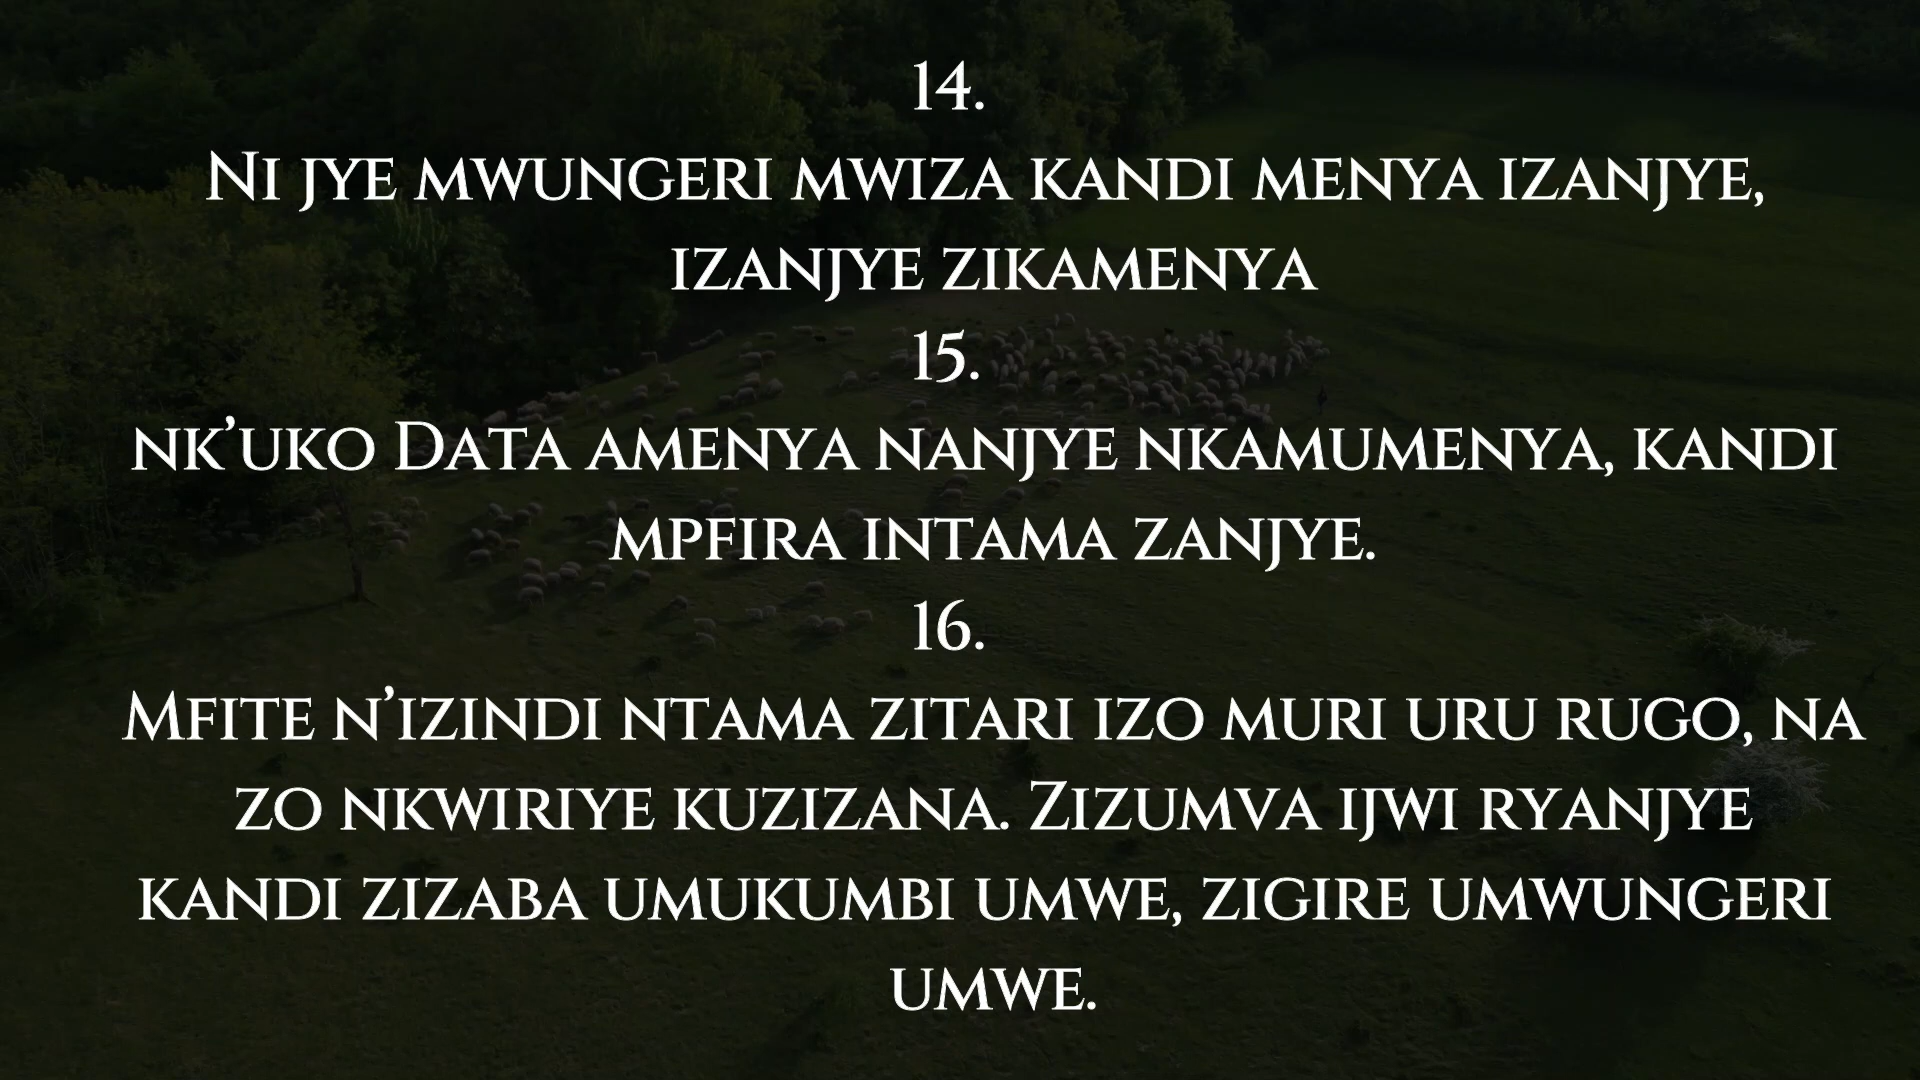 14.
Ni jye mwungeri mwiza kandi menya izanjye,
izanjye zikamenya
15.
nk’uko Data amenya nanjye nkamumenya, kandi
mpfira intama zanjye.
16.
Mfite n’izindi ntama zitari izo muri uru rugo, na
zo nkwiriye kuzizana. Zizumva ijwi ryanjye
kandi zizaba umukumbi umwe, zigire umwungeri
umwe.